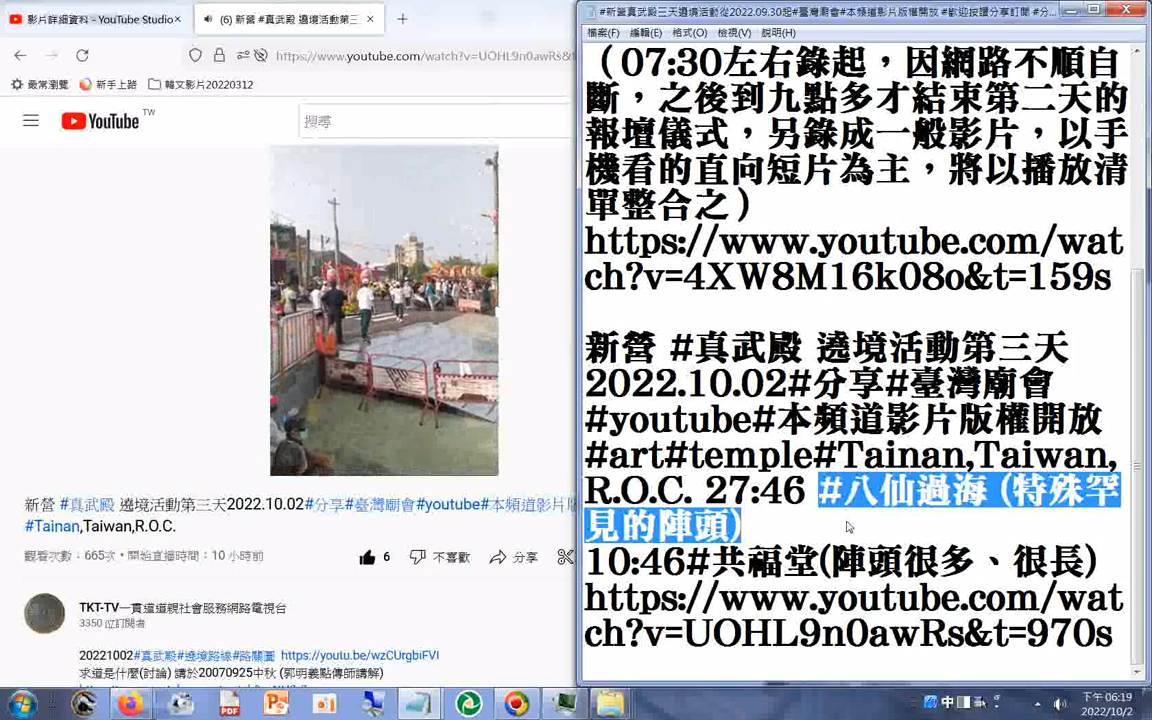 影片詳細資料 - YouTube Studio
(6) 新營 #真武殿 遶境活動第三
https://www.youtube.com/watch?v=UOHL9n0awRs&t
最常瀏覽
新手上路
翰文影片20220312
YouTube TW
搜尋
新營 #真武殿 遶境活動第三天2022.10.02#分享#臺灣廟會#youtube#本頻道影片版
#Tainan,Taiwan,R.O.C.
觀看次數：665次 • 開始直播時間：10 小時前
6
不喜歡
分享
TKT-TV一貫道道親社會服務網路電視台
3350 位訂閱者
20221002#真武殿#遶境路線#路關圖 https://youtu.be/wzCUrgbiFVI
求道是什麼(討論) 講於20070925中秋 (郭明義點傳師講解)
#新營真武殿三天遶境活動從2022.09.30起#臺灣廟會#本頻道影片版權開放 #歡迎按讚分享訂閱 #分...
檔案(F) 編輯(E) 格式(O) 檢視(V) 說明(H)
（07:30左右錄起，因網路不順自
斷，之後到九點多才結束第二天的
報壇儀式，另錄成一般影片，以手
機看的直向短片為主，將以播放清
單整合之）
https://www.youtube.com/wat
ch?v=4XW8M16k08o&t=159s
新營 #真武殿 遶境活動第三天
2022.10.02#分享#臺灣廟會
#youtube#本頻道影片版權開放
#art#temple#Tainan,Taiwan,
R.O.C. 27:46 #八仙過海 (特殊罕
見的陣頭)
10:46#共福堂(陣頭很多、很長)
https://www.youtube.com/wat
ch?v=UOHL9n0awRs&t=970s
PDF
中
下午 06:19
2022/10/2